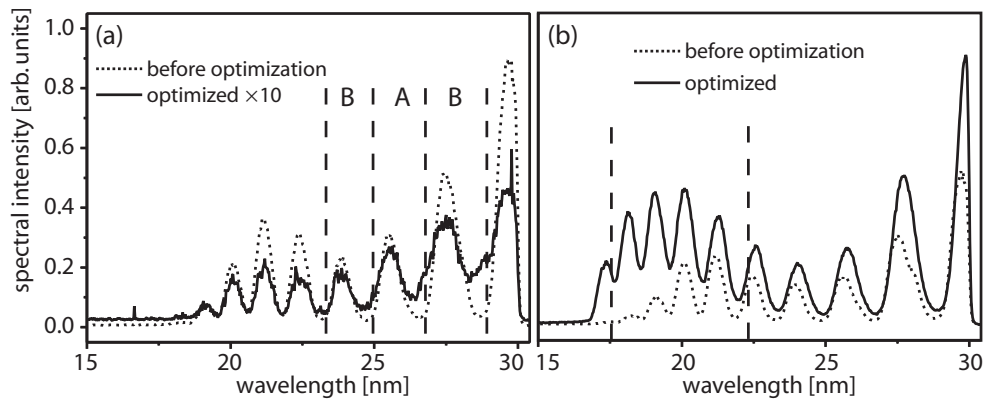 (a)
before optimization
optimized ×10
B A B
1.0
0.8
0.6
0.4
0.2
0.0
spectral intensity [arb. units]
15 20 25 30
wavelength [nm]
(b)
before optimization
optimized
15 20 25 30
wavelength [nm]